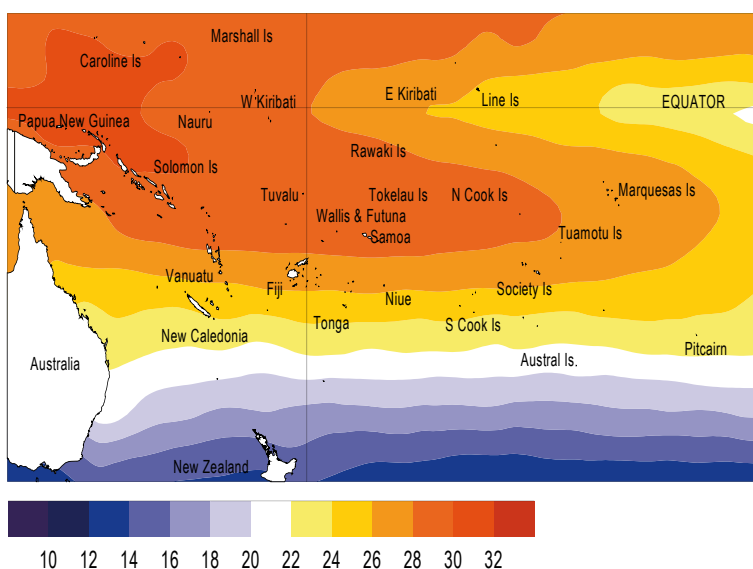 Marshall Is
Caroline Is
W Kiribati
E Kiribati
Line Is
EQUATOR
Papua New Guinea
Nauru
Rawaki Is
Solomon Is
Tuvalu
Tokelau Is
N Cook Is
Marquesas Is
Wallis & Futuna
Samoa
Tuamotu Is
Vanuatu
Fiji
Niue
Society Is
Tonga
S Cook Is
New Caledonia
Pitcairn
Australia
Austral Is.
New Zealand
10 12 14 16 18 20 22 24 26 28 30 32